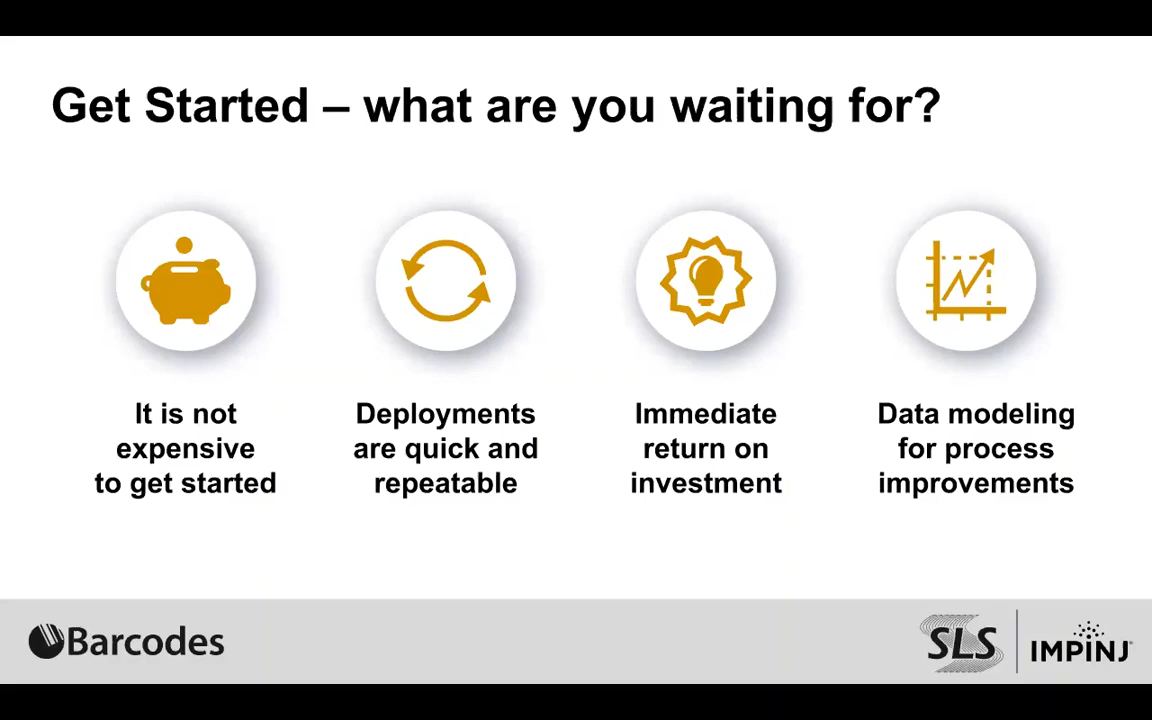 Get Started – what are you waiting for?
It is not
expensive
to get started
Deployments
are quick and
repeatable
Immediate
return on
investment
Data modeling
for process
improvements
Barcodes
SLS
IMPINJ